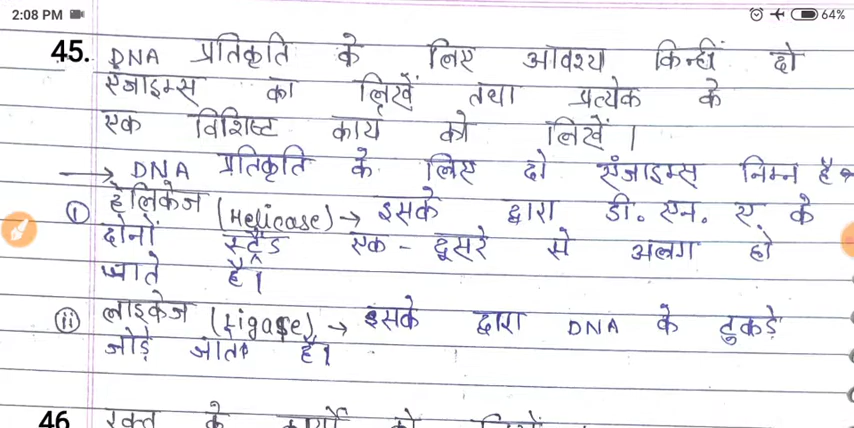 2:08 PM 64%
45. DNA प्रतिकृति के लिए आवश्य किन्हीं दो
एंजाइम्स का लिखें तथा प्रत्येक के
एक विशिष्ट कार्य को लिखें।
→ DNA प्रतिकृति के लिए दो एंजाइम्स निम्न है
(i) हेलिकेज (Helicase) → इसके द्वारा डी. एन. ए के
दोनों स्ट्रैंड एक - दूसरे से अलग हो
जाते है।
(ii) लाइकेज (Ligase) → इसके द्वारा DNA के टुकड़े
जोड़े जाता है।
46 रक्त के कार्यों को लिखें